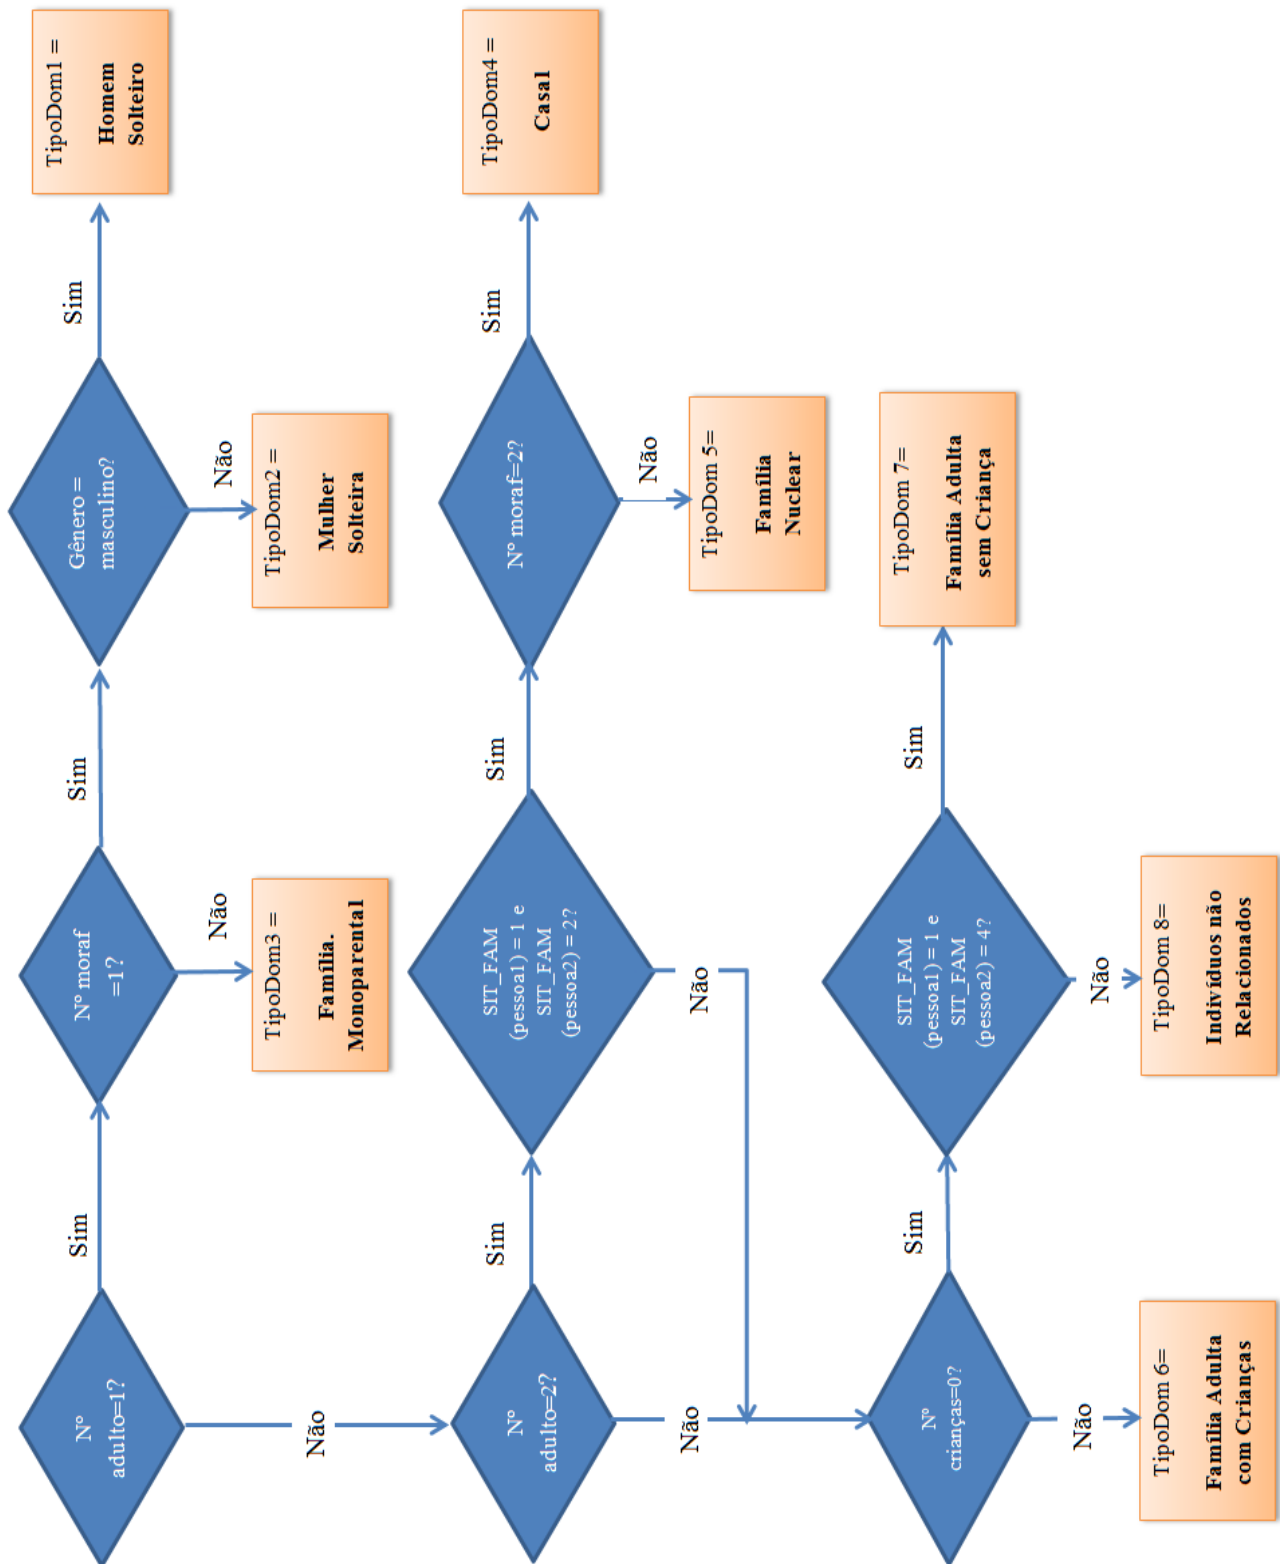 Nº
adulto=1?
Sim
Nº moraf
=1?
Sim
Gênero =
masculino?
Sim
TipoDom1 =
Homem
Solteiro
Não
TipoDom3 =
Família.
Monoparental
Não
TipoDom2 =
Mulher
Solteira
Não
Nº
adulto=2?
Sim
SIT_FAM
(pessoa1) = 1 e
SIT_FAM
(pessoa2) = 2?
Sim
Nº moraf=2?
Sim
TipoDom4 =
Casal
Não
TipoDom 5=
Família
Nuclear
Não
Não
Nº
crianças=0?
Sim
SIT_FAM
(pessoa1) = 1 e
SIT_FAM
(pessoa2) = 4?
Sim
TipoDom 7=
Família Adulta
sem Criança
Não
TipoDom 6=
Família Adulta
com Crianças
Não
TipoDom 8=
Indivíduos não
Relacionados